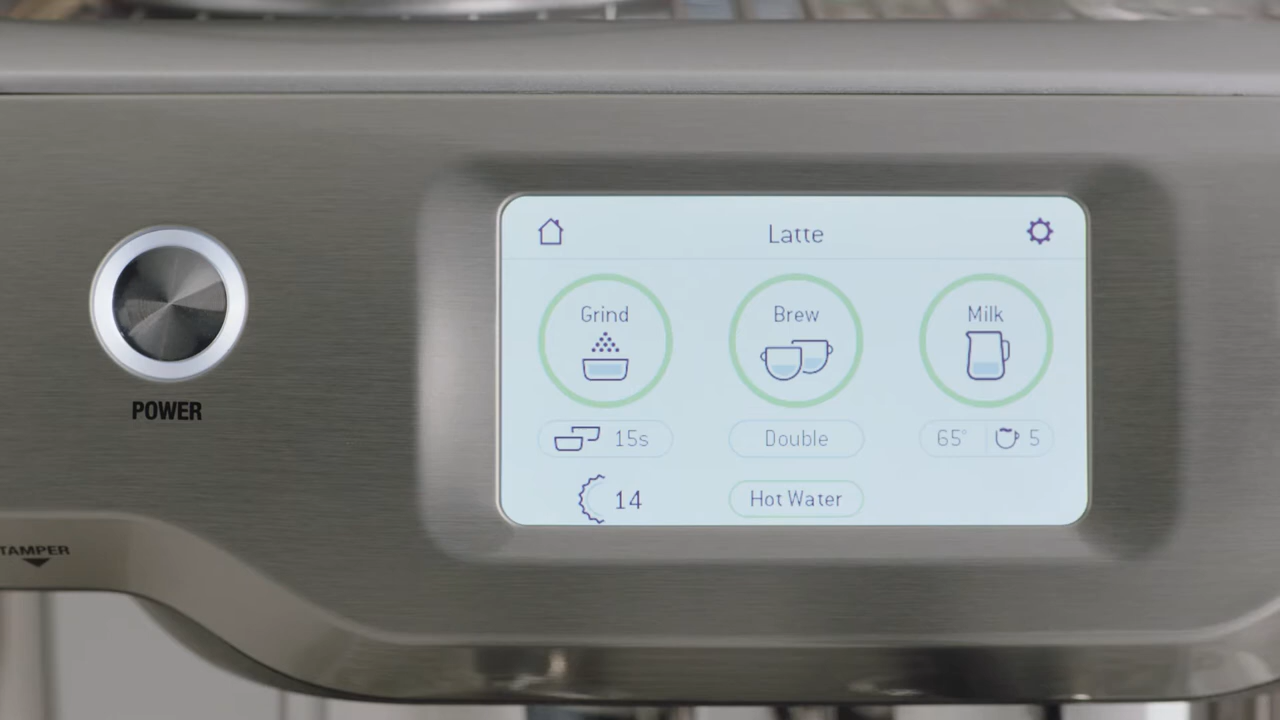 Latte
Grind
Brew
Milk
15s
Double
65° 5
14
Hot Water
POWER
TAMPER